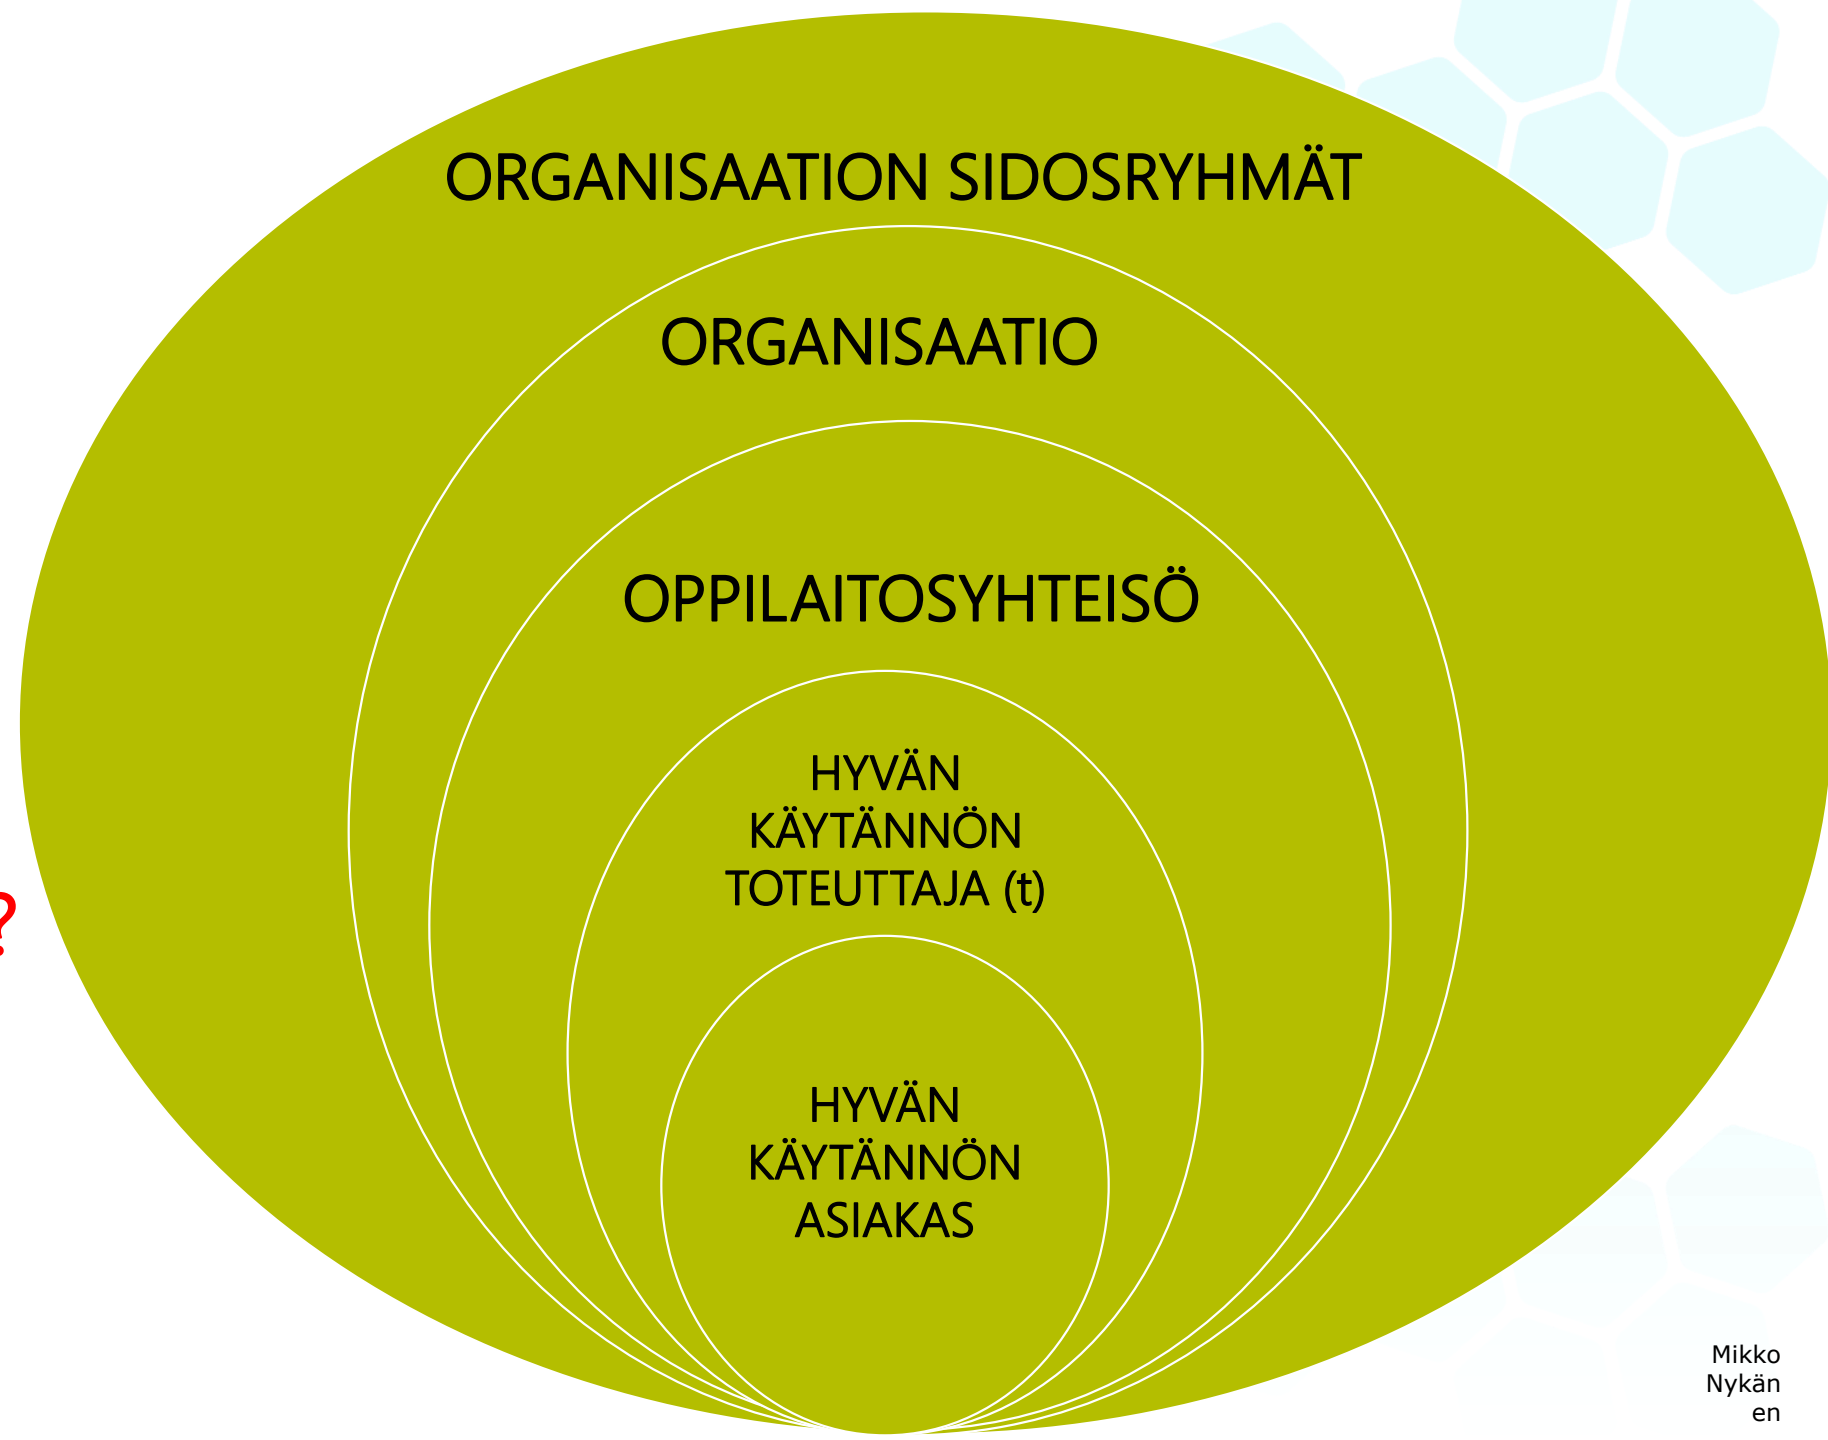 ORGANISAATION SIDOSRYHMÄT
ORGANISAATIO
OPPILAITOSYHTEISÖ
HYVÄN
KÄYTÄNNÖN
TOTEUTTAJA (t)
?
HYVÄN
KÄYTÄNNÖN
ASIAKAS
Mikko
Nykän
en